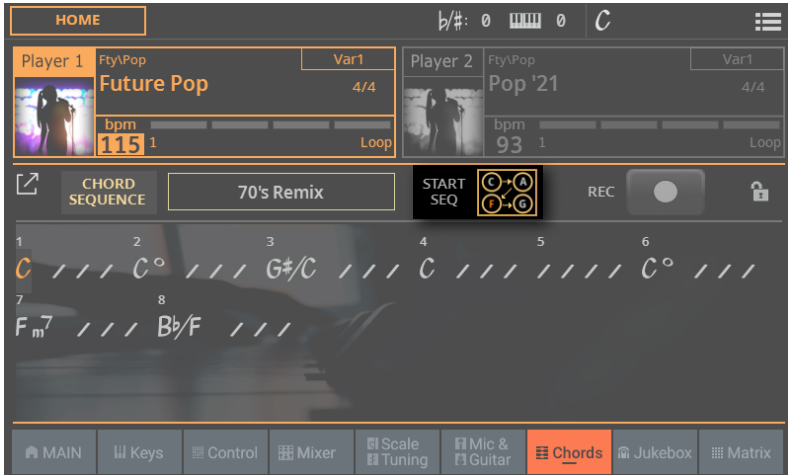 HOME ♭/♯: 0 0 C
Player 1 Fty\Pop Var1 Player 2 Fty\Pop Var1
Future Pop 4/4 Pop '21 4/4
bpm bpm
115 1 Loop 93 1 Loop
CHORD SEQUENCE 70's Remix START SEQ C A F G REC
1 2 3 4 5 6
C / / / C° / / / G♯/C / / / C / / / / / / C° / / /
7 8
Fm7 / / / B♭/F / / /
MAIN Keys Control Mixer Scale Tuning Mic & Guitar Chords Jukebox Matrix